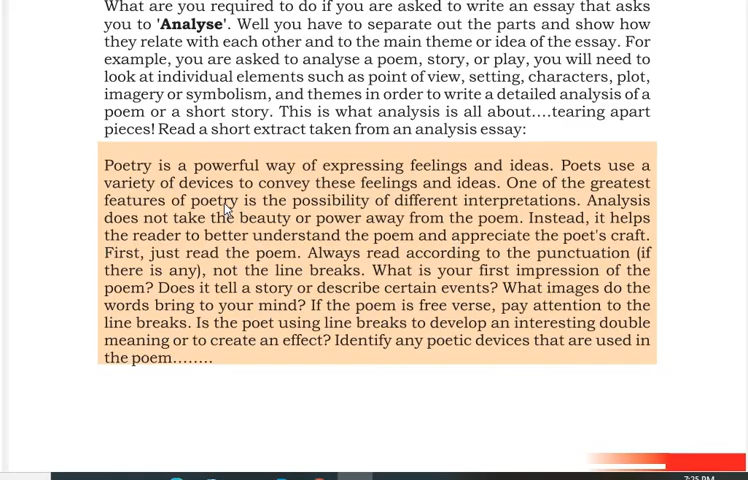 What are you required to do if you are asked to write an essay that asks
you to 'Analyse'. Well you have to separate out the parts and show how
they relate with each other and to the main theme or idea of the essay. For
example, you are asked to analyse a poem, story, or play, you will need to
look at individual elements such as point of view, setting, characters, plot,
imagery or symbolism, and themes in order to write a detailed analysis of a
poem or a short story. This is what analysis is all about....tearing apart
pieces! Read a short extract taken from an analysis essay:
Poetry is a powerful way of expressing feelings and ideas. Poets use a
variety of devices to convey these feelings and ideas. One of the greatest
features of poetry is the possibility of different interpretations. Analysis
does not take the beauty or power away from the poem. Instead, it helps
the reader to better understand the poem and appreciate the poet's craft.
First, just read the poem. Always read according to the punctuation (if
there is any), not the line breaks. What is your first impression of the
poem? Does it tell a story or describe certain events? What images do the
words bring to your mind? If the poem is free verse, pay attention to the
line breaks. Is the poet using line breaks to develop an interesting double
meaning or to create an effect? Identify any poetic devices that are used in
the poem........
7:25 PM